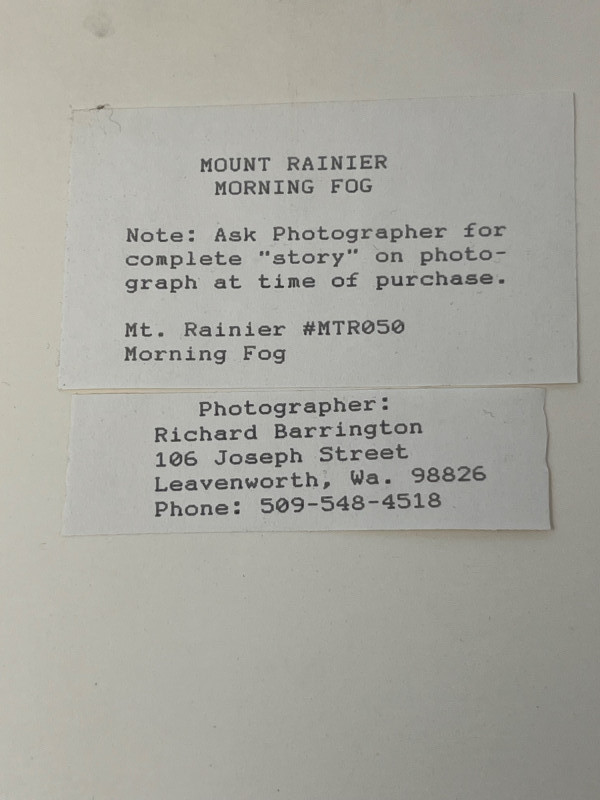 MOUNT RAINIER
MORNING FOG
Note: Ask Photographer for
complete "story" on photo-
graph at time of purchase.
Mt. Rainier #MTR050
Morning Fog
Photographer:
Richard Barrington
106 Joseph Street
Leavenworth, Wa. 98826
Phone: 509-548-4518